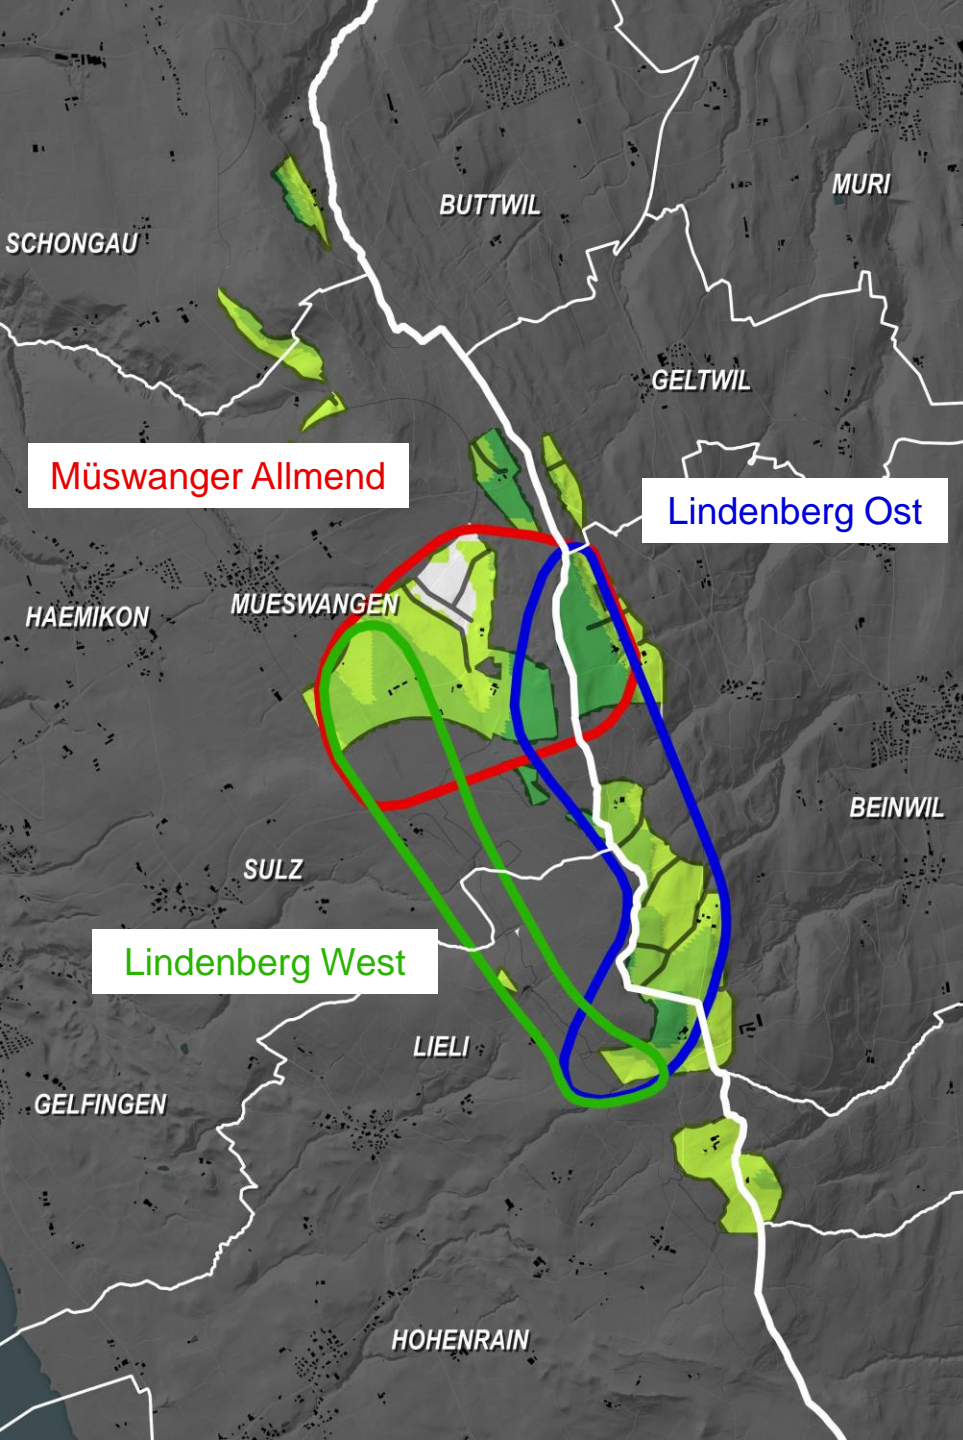 MURI
BUTTWIL
SCHONGAU
GELTWIL
Müswanger Allmend
Lindenberg Ost
MUESWANGEN
HAEMIKON
BEINWIL
SULZ
Lindenberg West
LIELI
GELFINGEN
HOHENRAIN